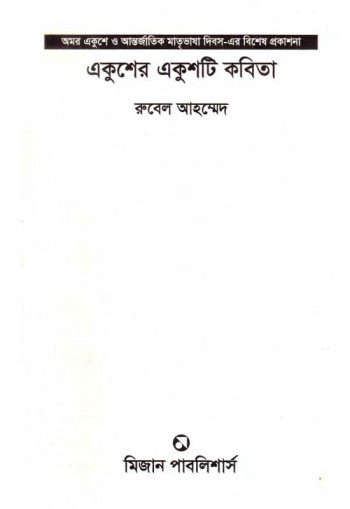 অমর একুশে ও আন্তর্জাতিক মাতৃভাষা দিবস-এর বিশেষ প্রকাশনা
একুশের একুশটি কবিতা
রুবেল আহম্মেদ
মিজান পাবলিশার্স